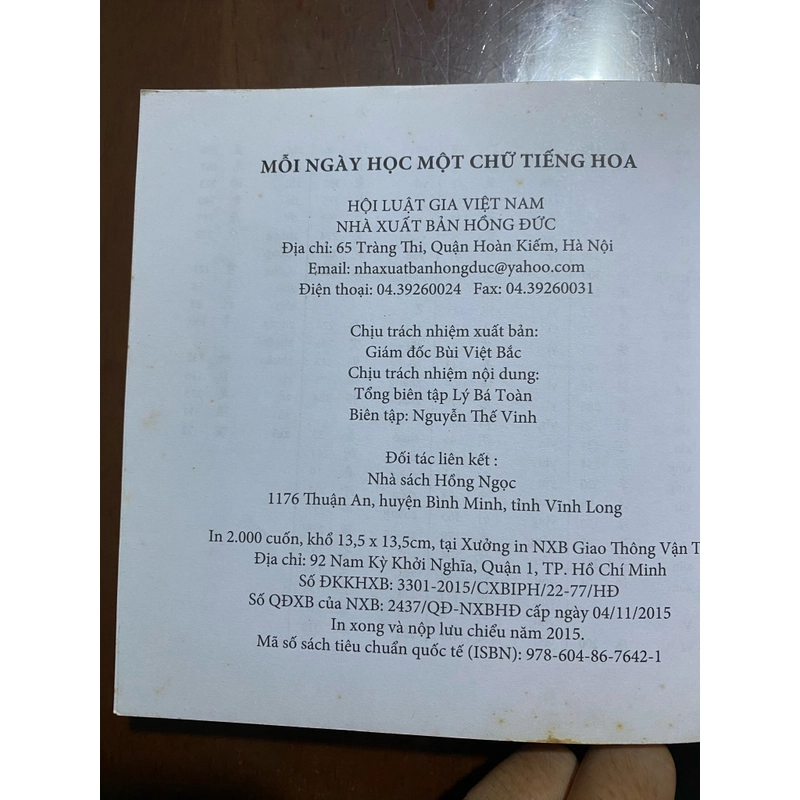 MỖI NGÀY HỌC MỘT CHỮ TIẾNG HOA
HỘI LUẬT GIA VIỆT NAM
NHÀ XUẤT BẢN HỒNG ĐỨC
Địa chỉ: 65 Tràng Thi, Quận Hoàn Kiếm, Hà Nội
Email: nhaxuatbanhongduc@yahoo.com
Điện thoại: 04.39260024 Fax: 04.39260031
Chịu trách nhiệm xuất bản:
Giám đốc Bùi Việt Bắc
Chịu trách nhiệm nội dung:
Tổng biên tập Lý Bá Toàn
Biên tập: Nguyễn Thế Vinh
Đối tác liên kết :
Nhà sách Hồng Ngọc
1176 Thuận An, huyện Bình Minh, tỉnh Vĩnh Long
In 2.000 cuốn, khổ 13,5 x 13,5cm, tại Xưởng in NXB Giao Thông Vận T
Địa chỉ: 92 Nam Kỳ Khởi Nghĩa, Quận 1, TP. Hồ Chí Minh
Số ĐKKHXB: 3301-2015/CXBIPH/22-77/HĐ
Số QĐXB của NXB: 2437/QĐ-NXBHĐ cấp ngày 04/11/2015
In xong và nộp lưu chiểu năm 2015.
Mã số sách tiêu chuẩn quốc tế (ISBN): 978-604-86-7642-1